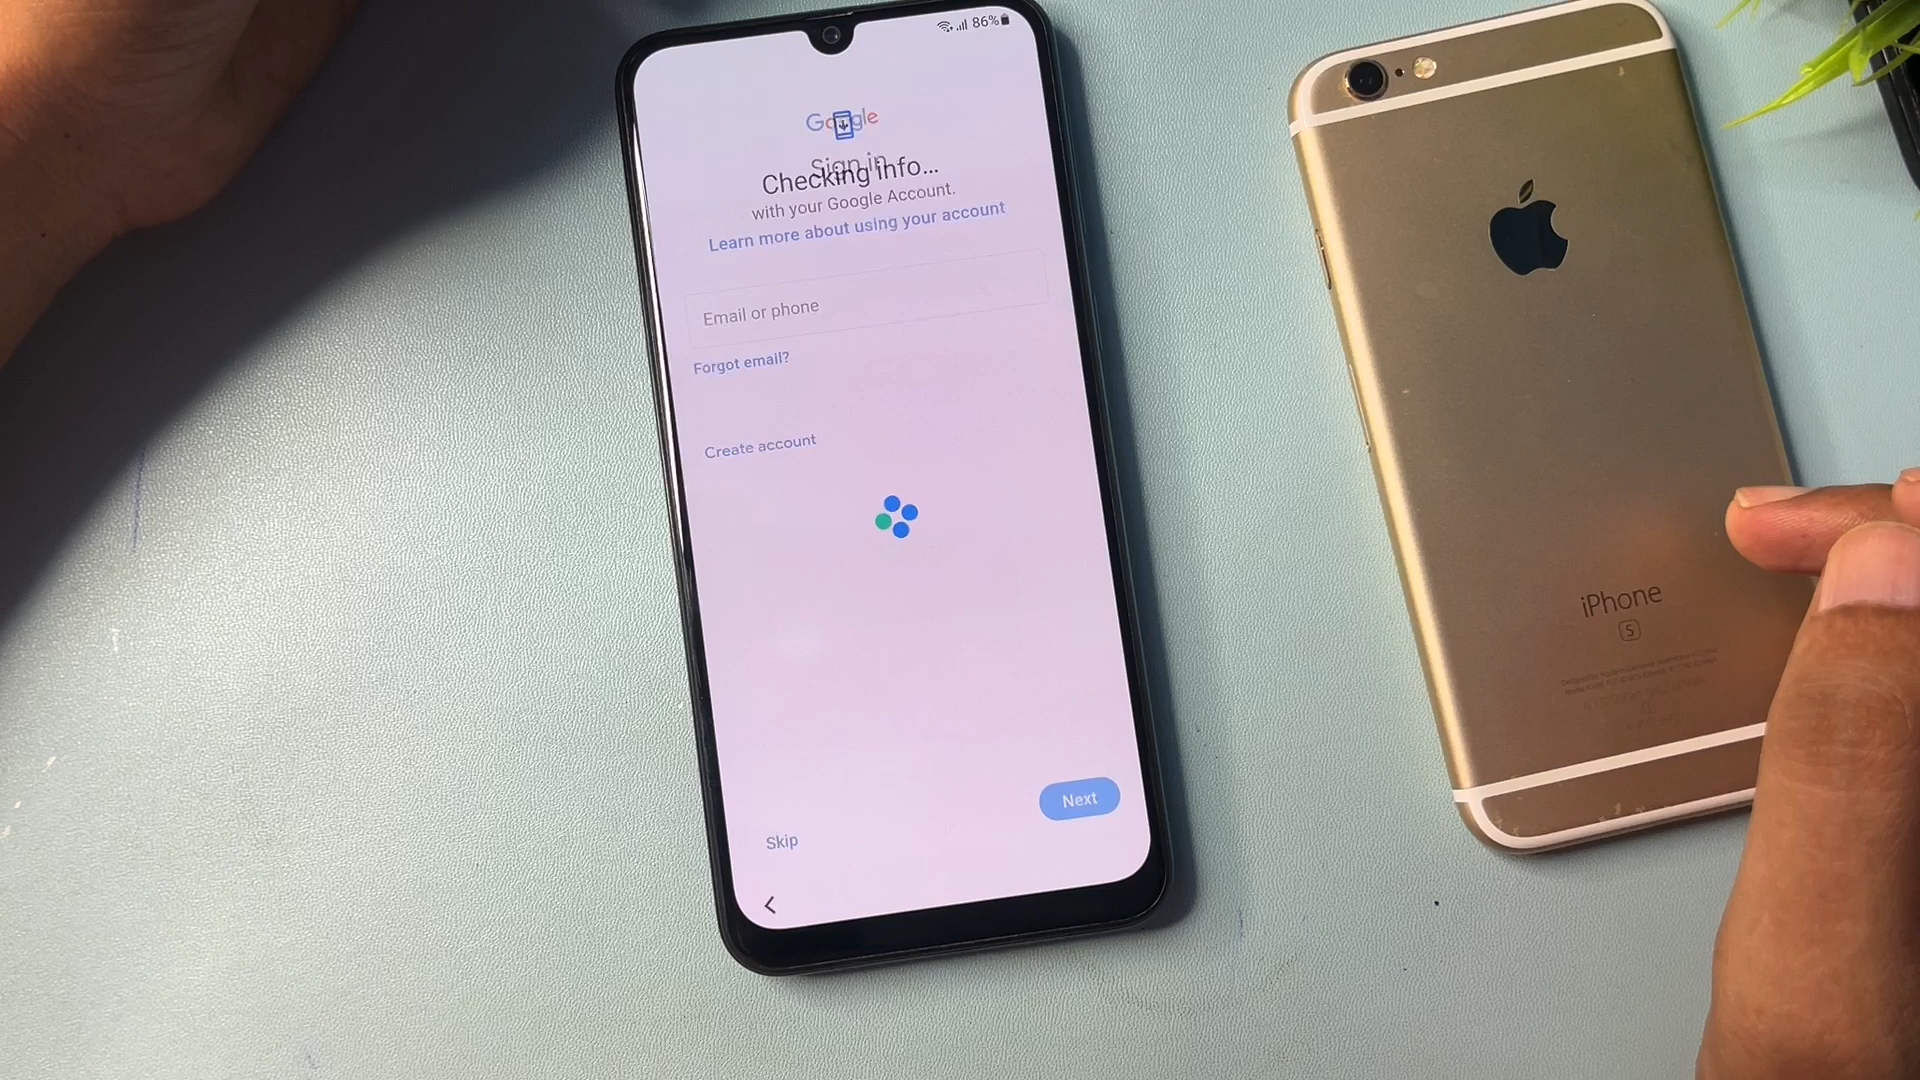 86%
Google
Sign in
Checking info...
with your Google Account.
Learn more about using your account
Email or phone
Forgot email?
Create account
Next
Skip
iPhone
S